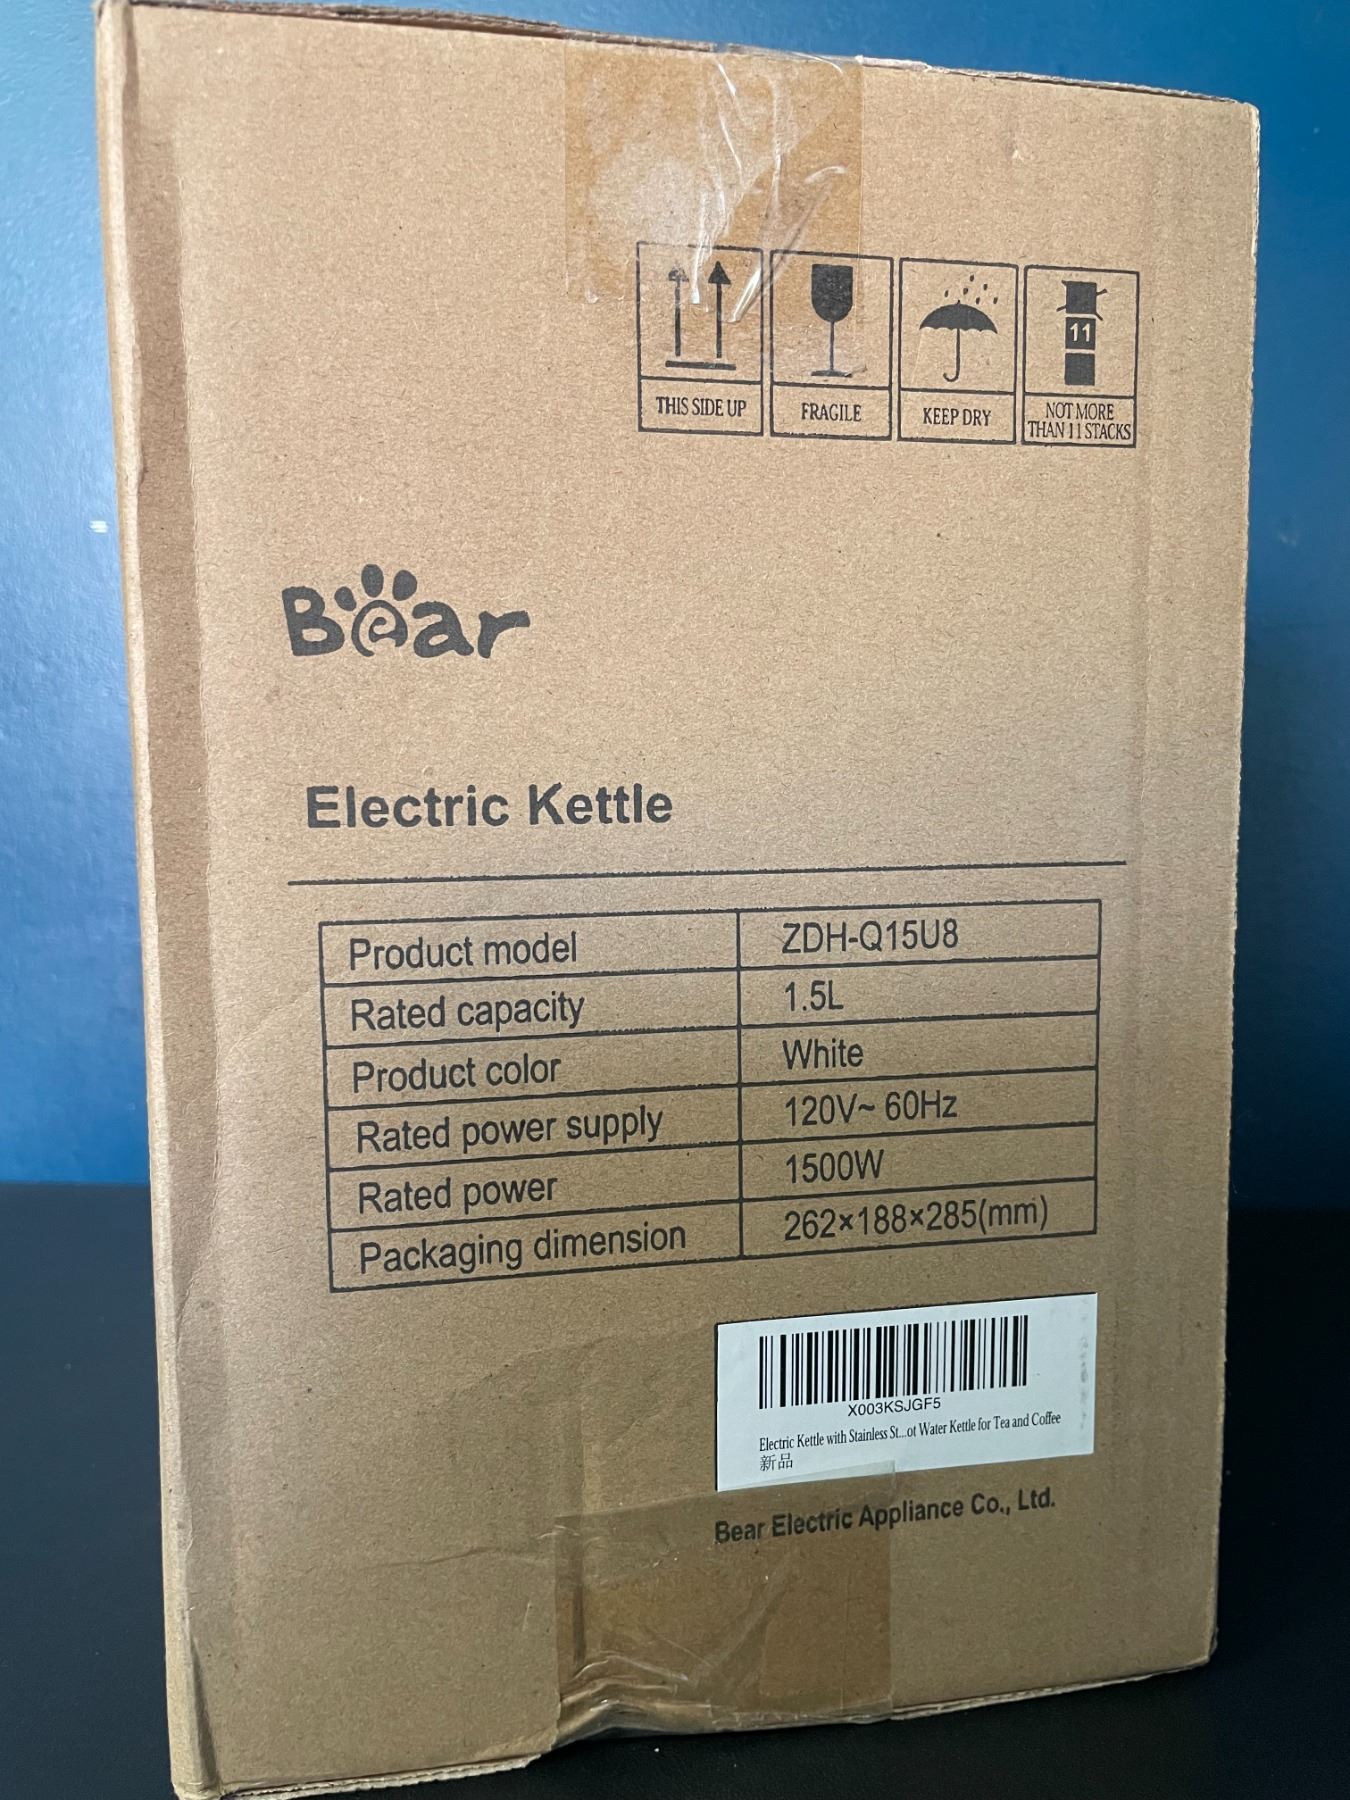 11
THIS SIDE UP
FRAGILE
KEEP DRY
NOT MORE
THAN 11 STACKS
Bear
Electric Kettle
Product model ZDH-Q15U8
Rated capacity 1.5L
Product color White
Rated power supply 120V~ 60Hz
Rated power 1500W
Packaging dimension 262×188×285(mm)
X003KSJGF5
Electric Kettle with Stainless St...ot Water Kettle for Tea and Coffee
新品
Bear Electric Appliance Co., Ltd.